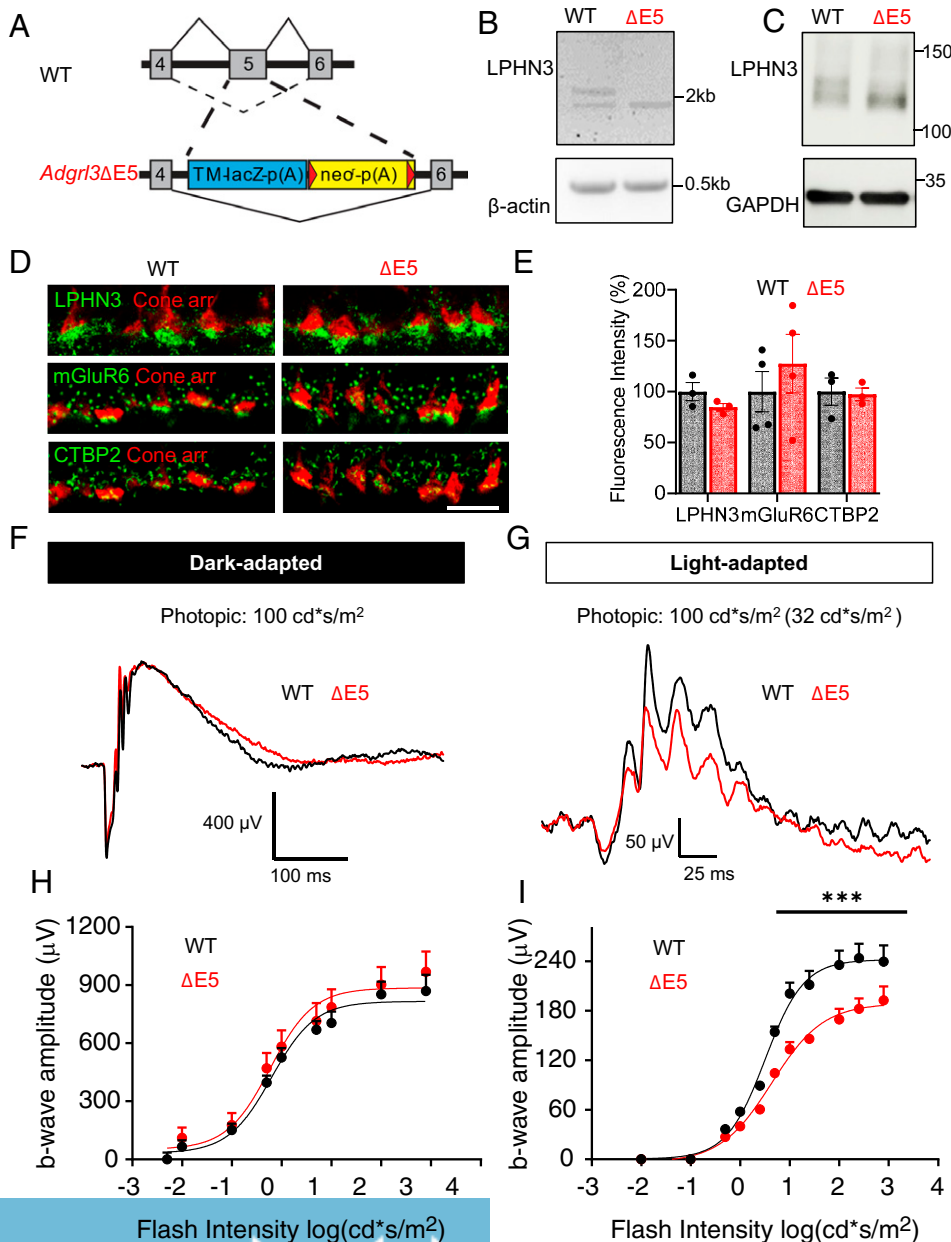 A
WT
4 5 6
Adgrl3ΔE5
4 TM-lacZ-p(A) neoʳ-p(A) 6
B
WT ΔE5
LPHN3
2kb
β-actin
0.5kb
C
WT ΔE5
LPHN3
150
100
GAPDH
35
D
WT ΔE5
LPHN3 Cone arr
mGluR6 Cone arr
CTBP2 Cone arr
E
WT ΔE5
Fluorescence Intensity (%)
200
150
100
50
0
LPHN3 mGluR6 CTBP2
F
Dark-adapted
Photopic: 100 cd*s/m²
WT ΔE5
400 µV
100 ms
G
Light-adapted
Photopic: 100 cd*s/m² (32 cd*s/m²)
WT ΔE5
50 µV
25 ms
H
WT
ΔE5
b-wave amplitude (µV)
1200
900
600
300
0
-3 -2 -1 0 1 2 3 4
Flash Intensity log(cd*s/m²)
I
***
WT
ΔE5
b-wave amplitude (µV)
240
180
120
60
0
-3 -2 -1 0 1 2 3 4
Flash Intensity log(cd*s/m²)